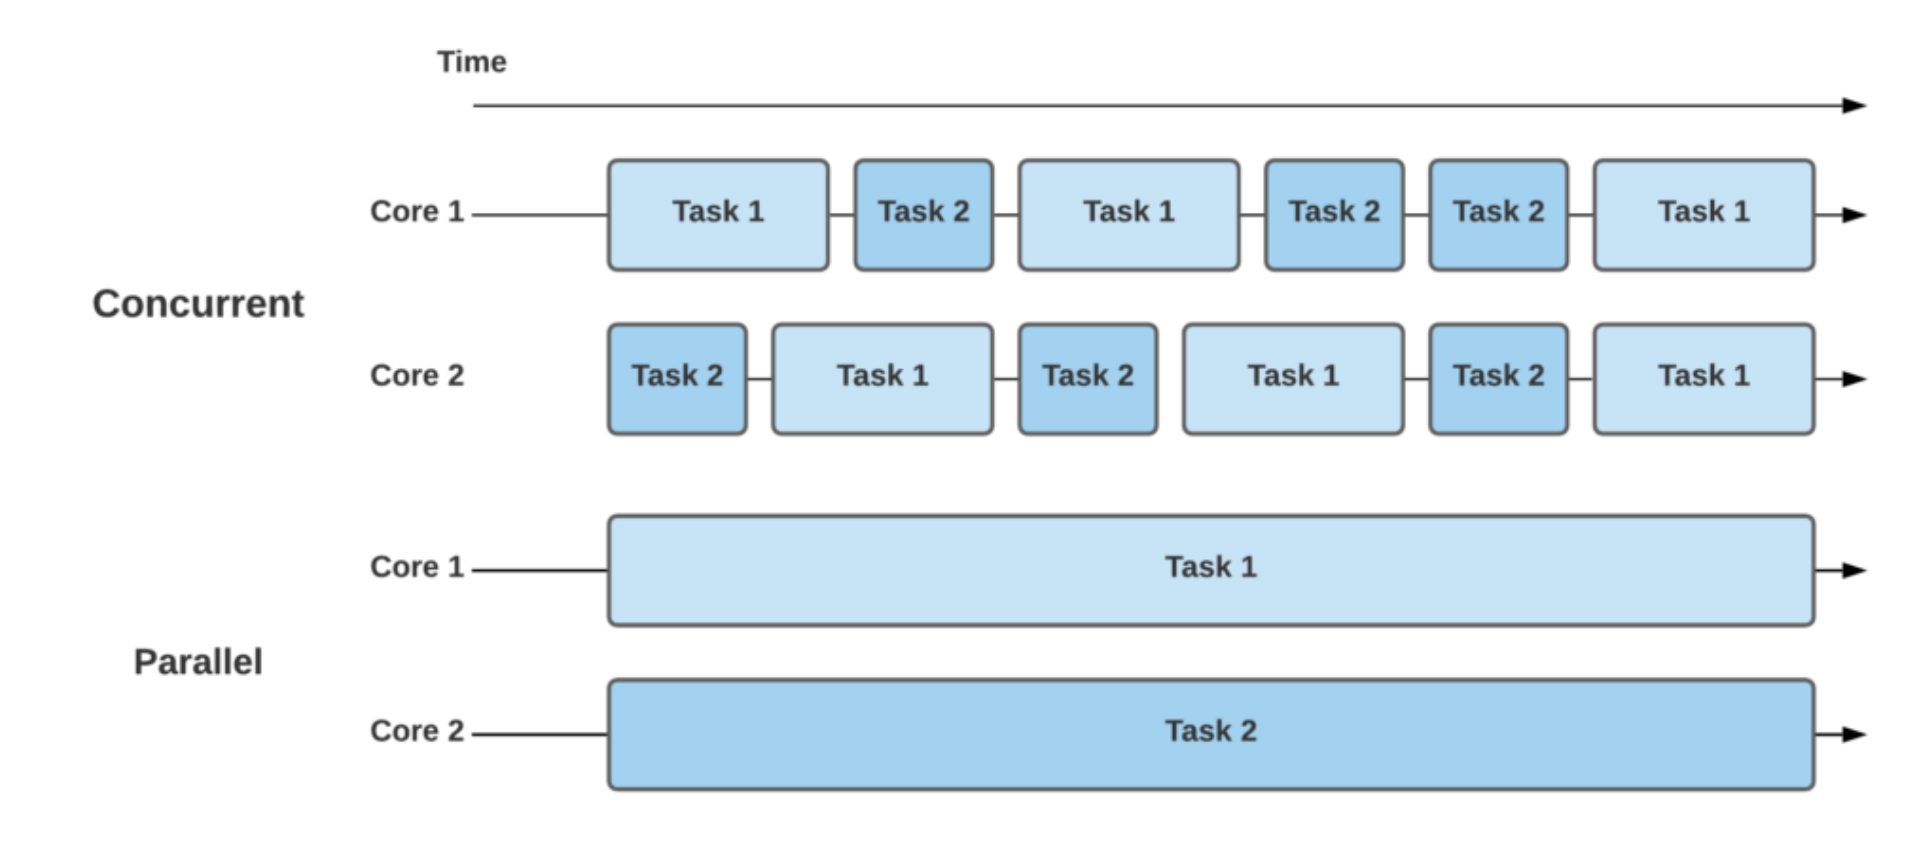 Time
Core 1 Task 1 Task 2 Task 1 Task 2 Task 2 Task 1
Concurrent
Core 2 Task 2 Task 1 Task 2 Task 1 Task 2 Task 1
Core 1 Task 1
Parallel
Core 2 Task 2